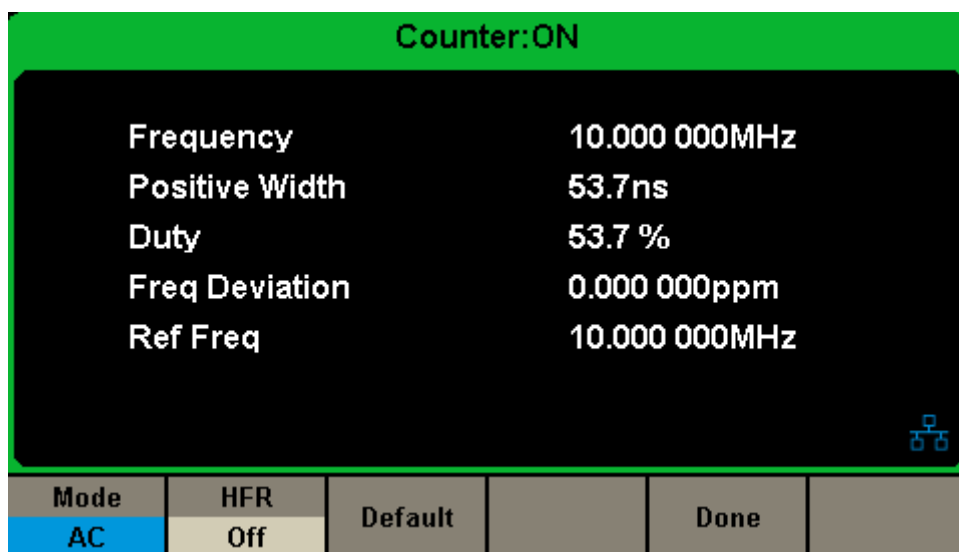 Counter:ON
Frequency 10.000 000MHz
Positive Width 53.7ns
Duty 53.7 %
Freq Deviation 0.000 000ppm
Ref Freq 10.000 000MHz
Mode HFR Default Done
AC Off